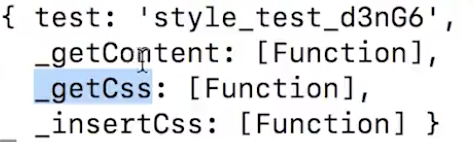 { test: 'style_test_d3nG6',
_getContent: [Function],
_getCss: [Function],
_insertCss: [Function] }